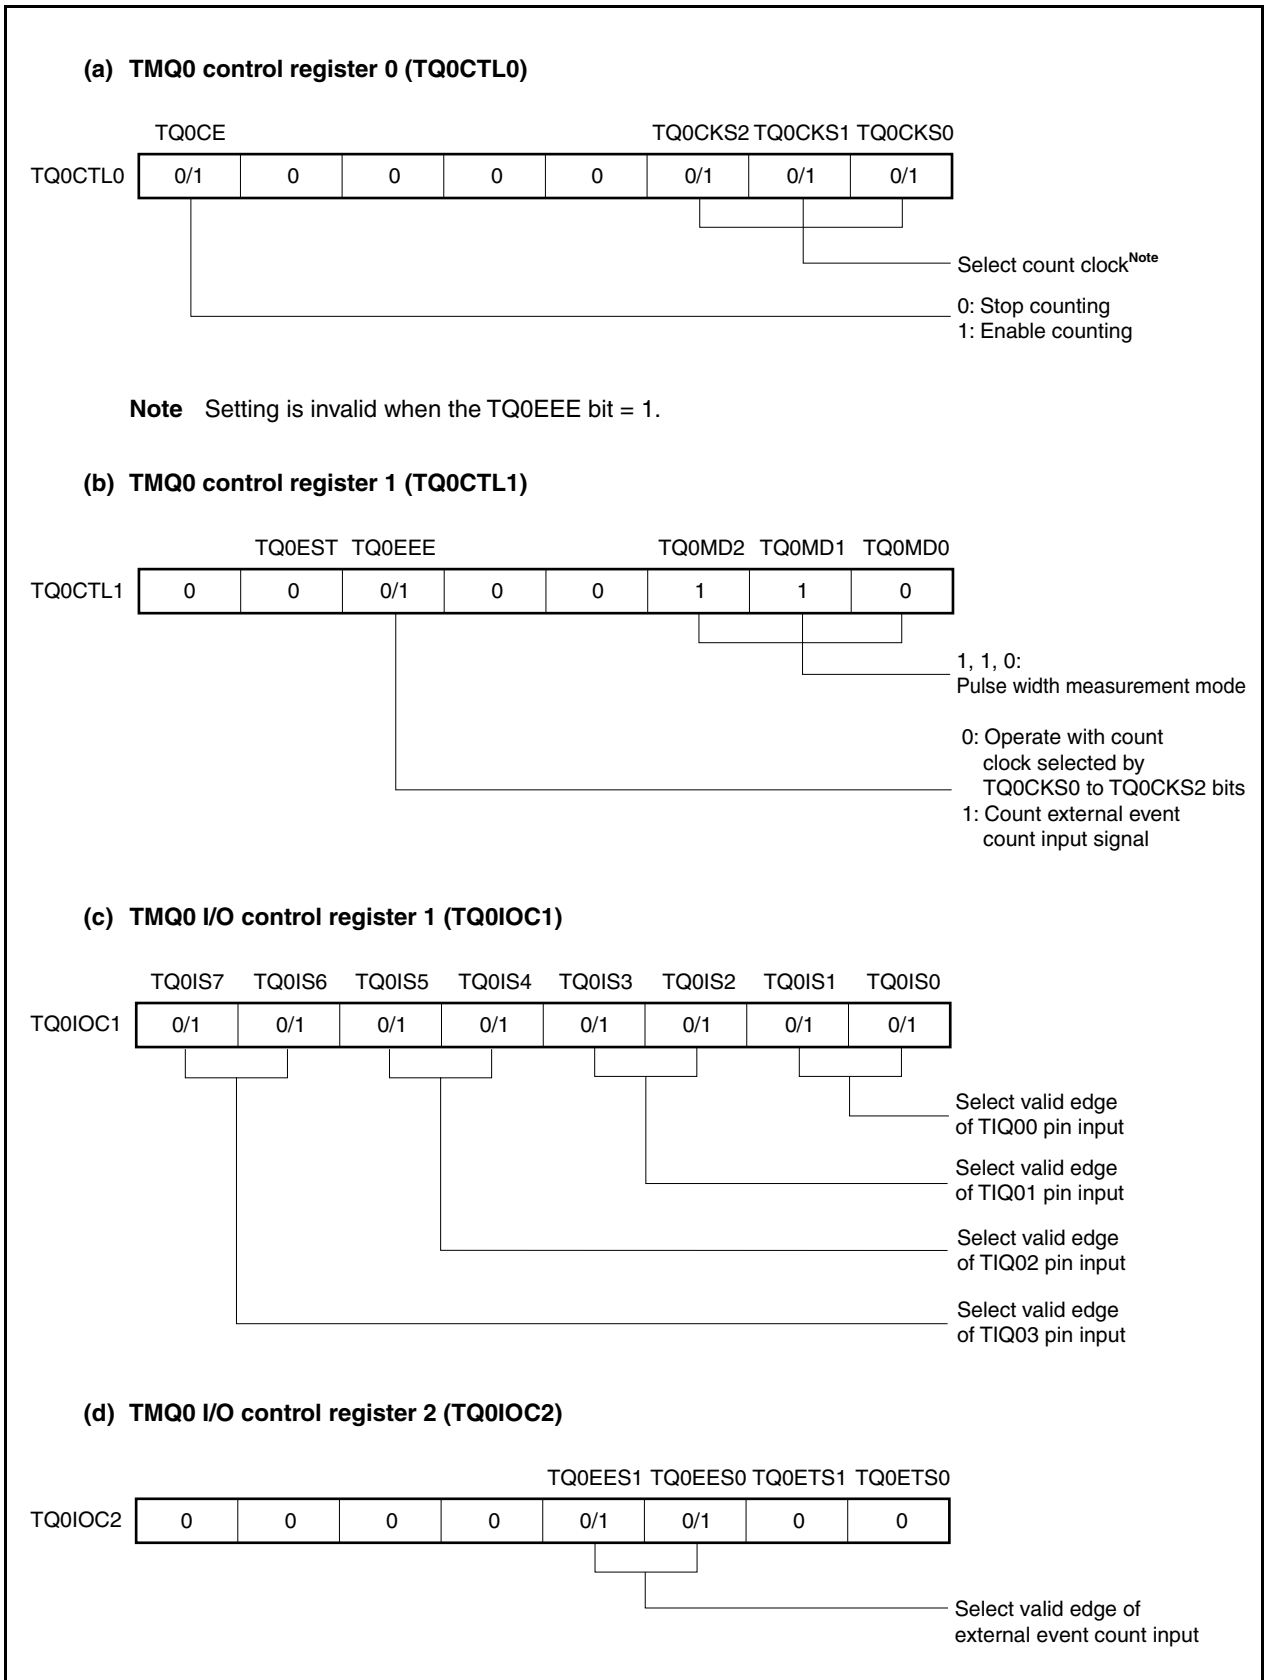 (a) TMQ0 control register 0 (TQ0CTL0)
TQ0CE TQ0CKS2 TQ0CKS1 TQ0CKS0
TQ0CTL0 0/1 0 0 0 0 0/1 0/1 0/1
Select count clockNote
0: Stop counting
1: Enable counting
Note Setting is invalid when the TQ0EEE bit = 1.
(b) TMQ0 control register 1 (TQ0CTL1)
TQ0EST TQ0EEE TQ0MD2 TQ0MD1 TQ0MD0
TQ0CTL1 0 0 0/1 0 0 1 1 0
1, 1, 0:
Pulse width measurement mode
0: Operate with count
clock selected by
TQ0CKS0 to TQ0CKS2 bits
1: Count external event
count input signal
(c) TMQ0 I/O control register 1 (TQ0IOC1)
TQ0IS7 TQ0IS6 TQ0IS5 TQ0IS4 TQ0IS3 TQ0IS2 TQ0IS1 TQ0IS0
TQ0IOC1 0/1 0/1 0/1 0/1 0/1 0/1 0/1 0/1
Select valid edge
of TIQ00 pin input
Select valid edge
of TIQ01 pin input
Select valid edge
of TIQ02 pin input
Select valid edge
of TIQ03 pin input
(d) TMQ0 I/O control register 2 (TQ0IOC2)
TQ0EES1 TQ0EES0 TQ0ETS1 TQ0ETS0
TQ0IOC2 0 0 0 0 0/1 0/1 0 0
Select valid edge of
external event count input